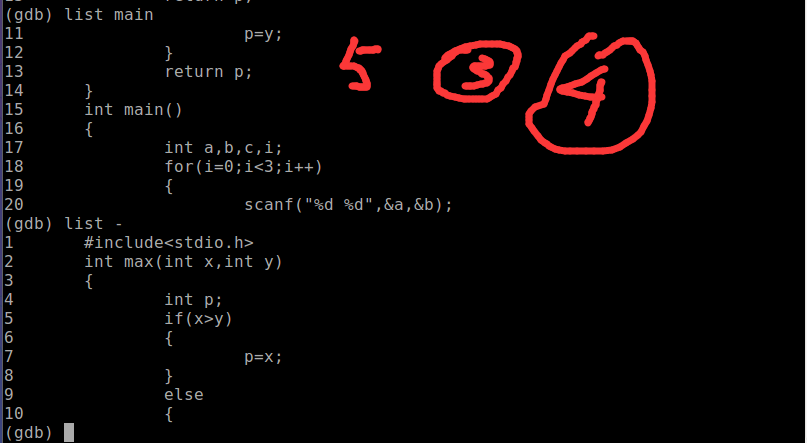 (gdb) list main
11 p=y;
12 }
13 return p;
14 }
15 int main()
16 {
17 int a,b,c,i;
18 for(i=0;i<3;i++)
19 {
20 scanf("%d %d",&a,&b);
(gdb) list -
1 #include<stdio.h>
2 int max(int x,int y)
3 {
4 int p;
5 if(x>y)
6 {
7 p=x;
8 }
9 else
10 {
(gdb)
5 3 4